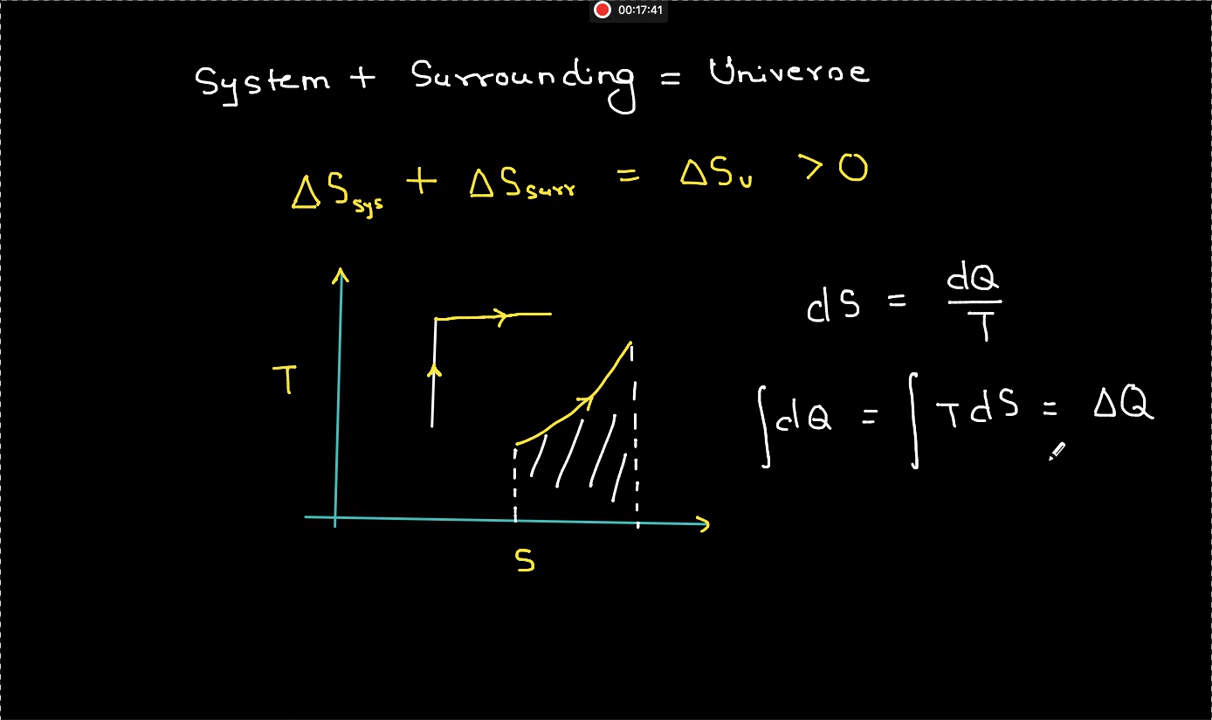 00:17:41
System + Surrounding = Universe
ΔS_sys + ΔS_surr = ΔS_U > 0
dS = dQ/T
T
∫dQ = ∫TdS = ΔQ
S